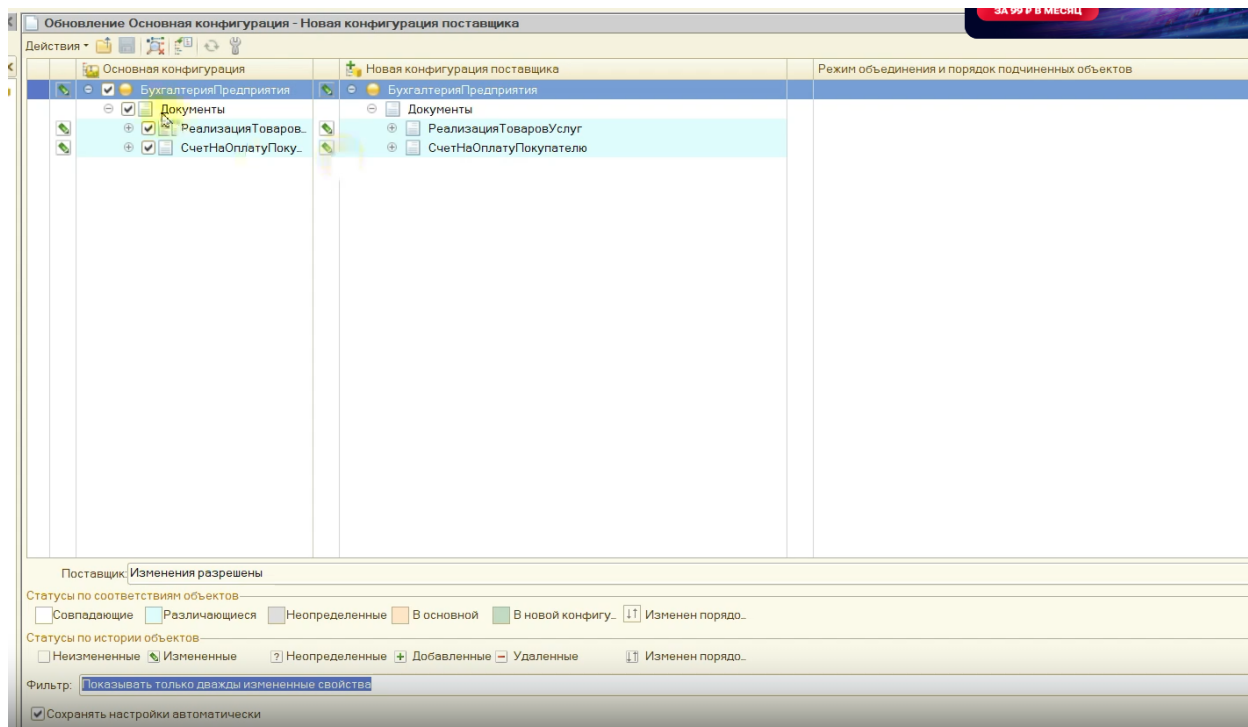 ЗА 99 ₽ В МЕСЯЦ
Обновление Основная конфигурация - Новая конфигурация поставщика
Действия
Основная конфигурация Новая конфигурация поставщика Режим объединения и порядок подчиненных объектов
БухгалтерияПредприятия БухгалтерияПредприятия
Документы Документы
РеализацияТоваров... РеализацияТоваровУслуг
СчетНаОплатуПоку... СчетНаОплатуПокупателю
Поставщик: Изменения разрешены
Статусы по соответствиям объектов
Совпадающие Различающиеся Неопределенные В основной В новой конфигу... Изменен порядо...
Статусы по истории объектов
Неизмененные Измененные ? Неопределенные Добавленные Удаленные Изменен порядо...
Фильтр: Показывать только дважды измененные свойства
Сохранять настройки автоматически